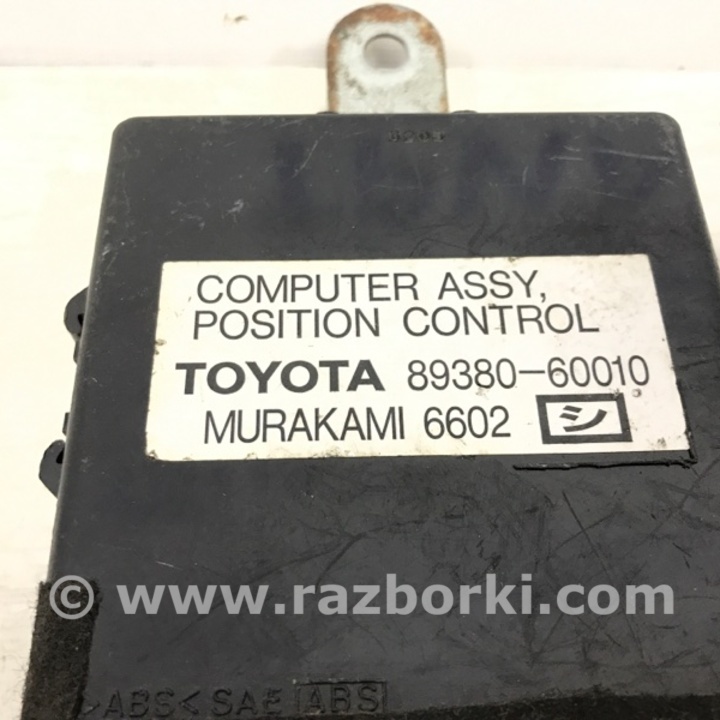 COMPUTER ASSY,
POSITION CONTROL
TOYOTA 89380-60010
MURAKAMI 6602 シ
© www.razborki.com
>ABS< SAE ABS